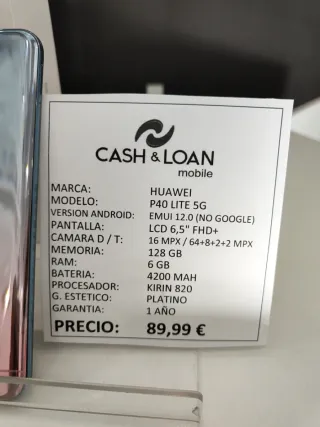 CASH & LOAN
mobile
MARCA: HUAWEI
MODELO: P40 LITE 5G
VERSION ANDROID: EMUI 12.0 (NO GOOGLE)
PANTALLA: LCD 6,5" FHD+
CAMARA D / T: 16 MPX / 64+8+2+2 MPX
MEMORIA: 128 GB
RAM: 6 GB
BATERIA: 4200 MAH
PROCESADOR: KIRIN 820
G. ESTETICO: PLATINO
GARANTIA: 1 AÑO
PRECIO: 89,99 €